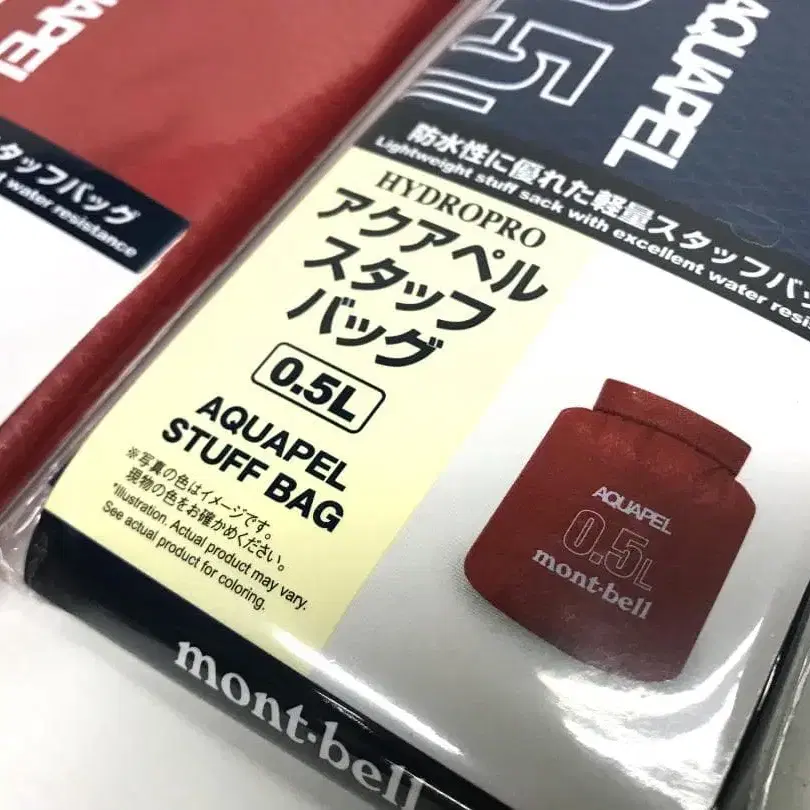 APEL
スタッフバッグ
t water resistance
5
AQUAPEL
防水性に優れた軽量スタッフバッ
Lightweight stuff sack with excellent water resis
HYDROPRO
アクアペル
スタッフ
バッグ
0.5L
AQUAPEL
STUFF BAG
※写真の色はイメージです。
現物の色をお確かめください。
*Illustration. Actual product may vary.
See actual product for coloring.
AQUAPEL
0.5L
mont-bell
mont-bell